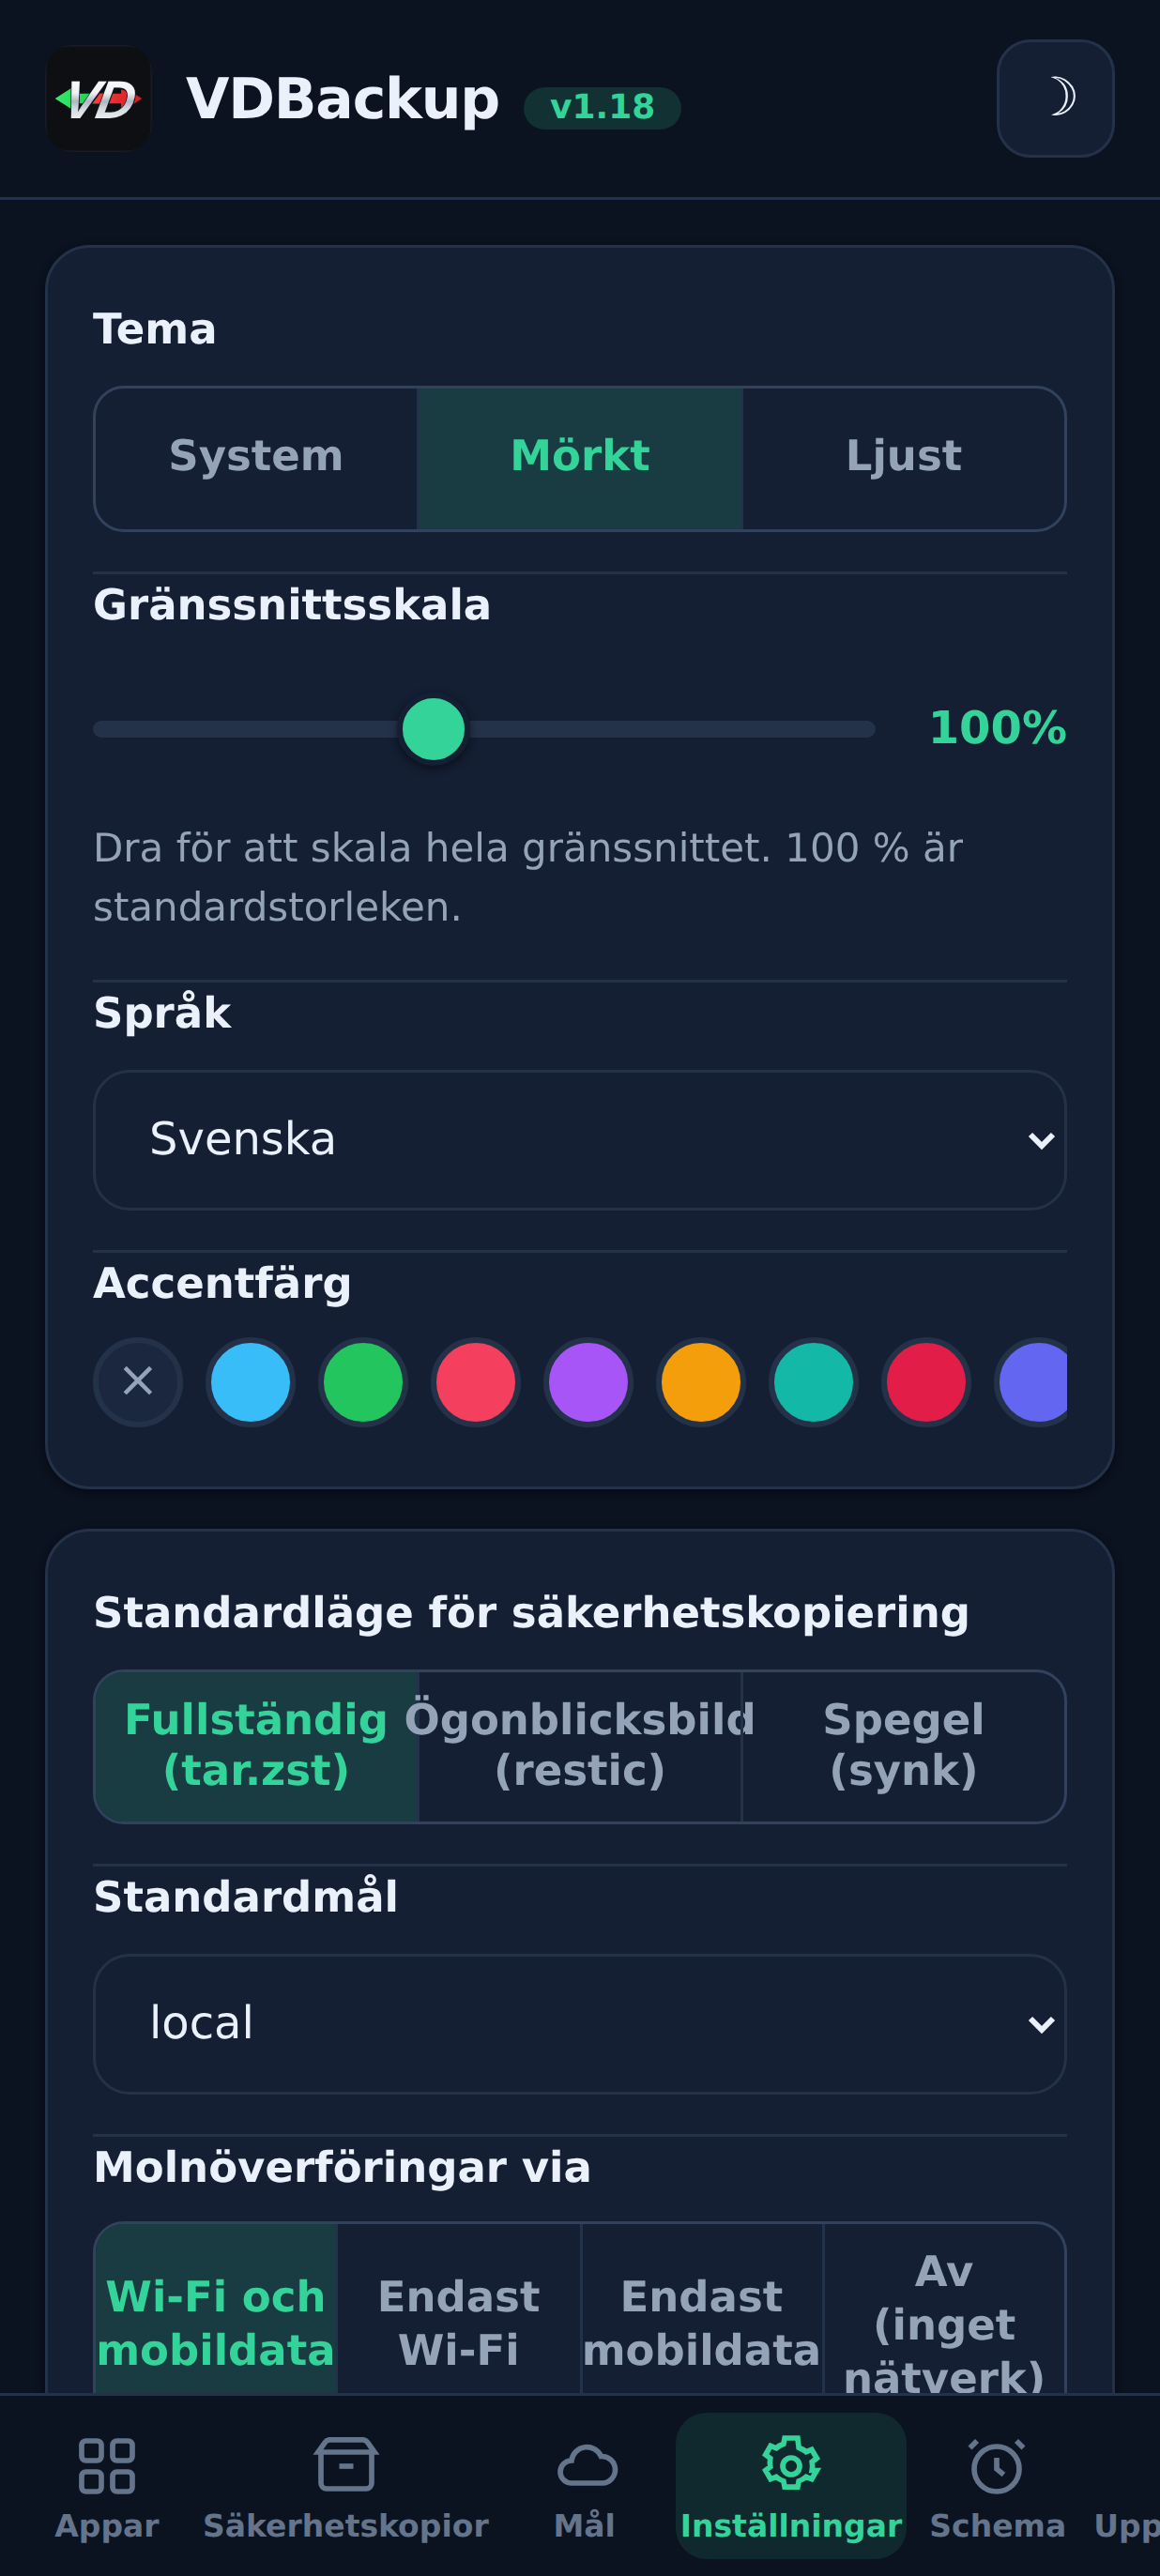 VD
VDBackup v1.18
Tema
System Mörkt Ljust
Gränssnittsskala
100%
Dra för att skala hela gränssnittet. 100 % är
standardstorleken.
Språk
Svenska
Accentfärg
Standardläge för säkerhetskopiering
Fullständig
(tar.zst)
Ögonblicksbild
(restic)
Spegel
(synk)
Standardmål
local
Molnöverföringar via
Wi-Fi och
mobildata
Endast
Wi-Fi
Endast
mobildata
Av
(inget
nätverk)
Appar Säkerhetskopior Mål Inställningar Schema Upp